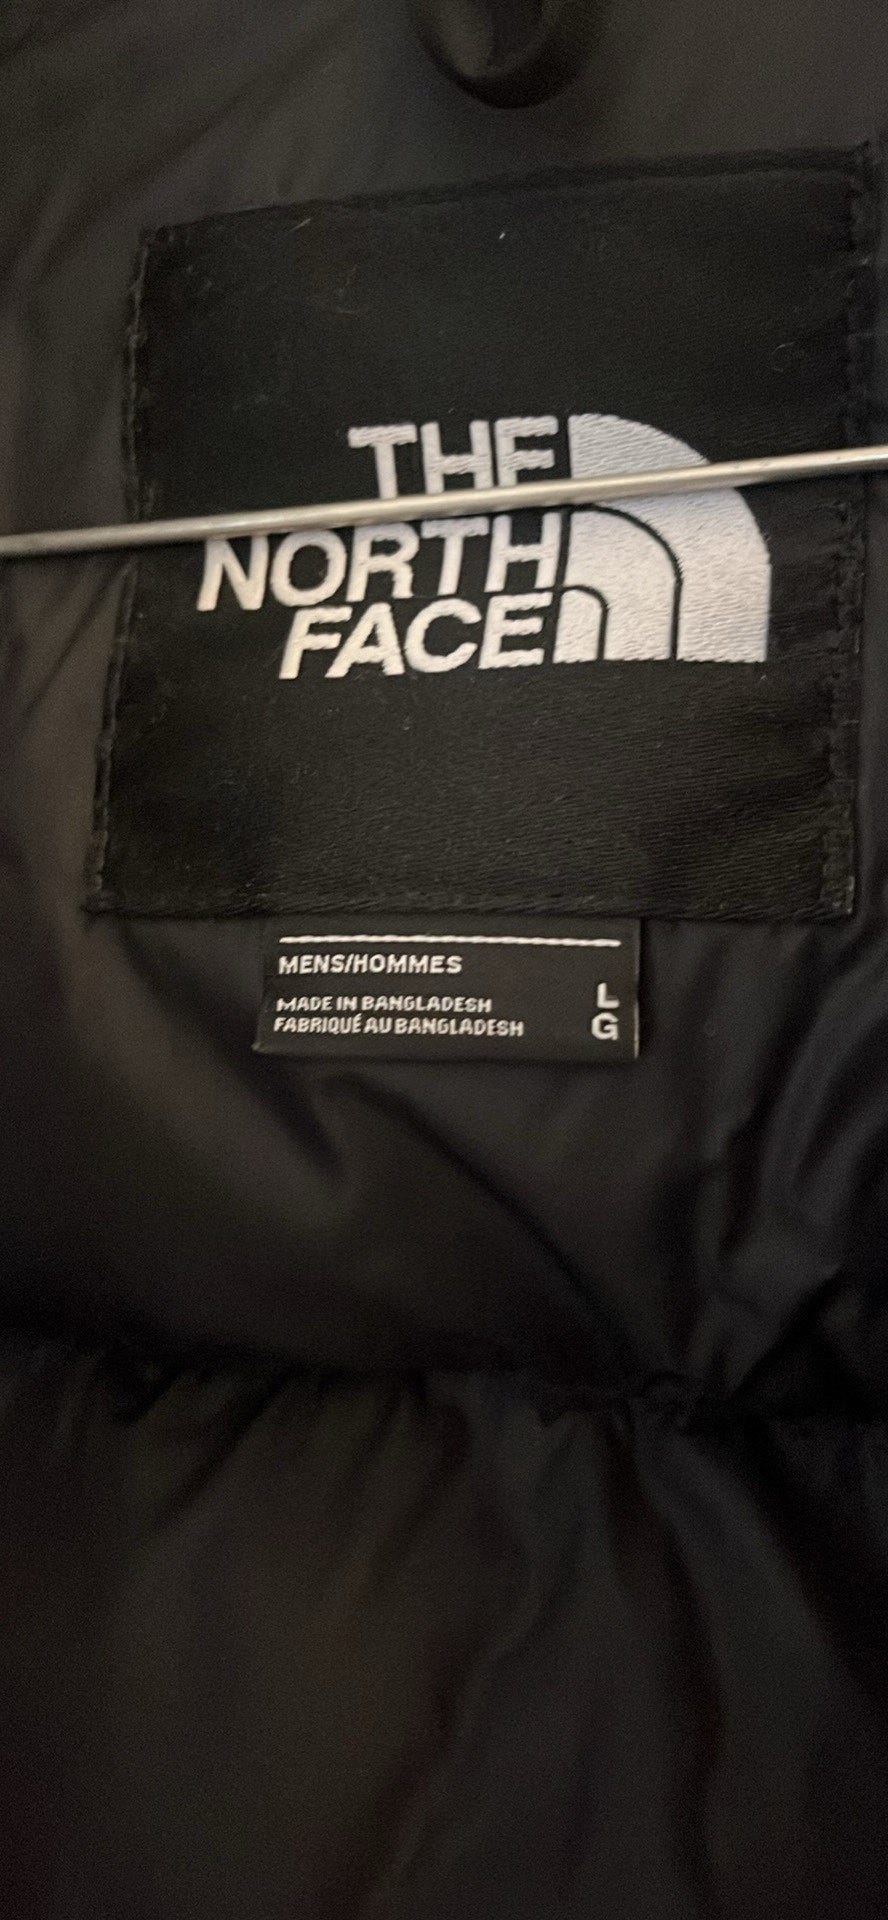 THE
NORTH
FACE
MENS/HOMMES
MADE IN BANGLADESH L
FABRIQUÉ AU BANGLADESH G